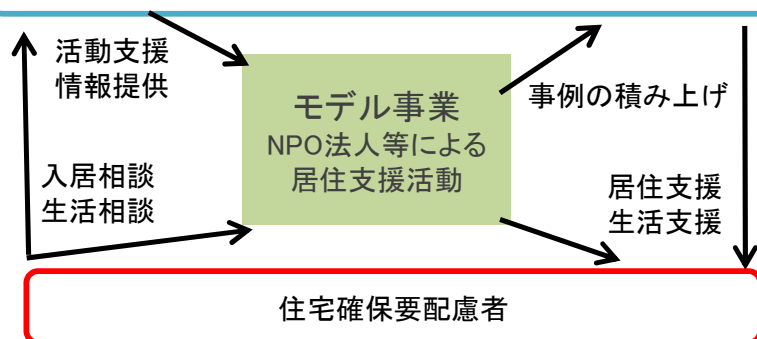 活動支援
情報提供
モデル事業
NPO法人等による
居住支援活動
事例の積み上げ
入居相談
生活相談
居住支援
生活支援
住宅確保要配慮者